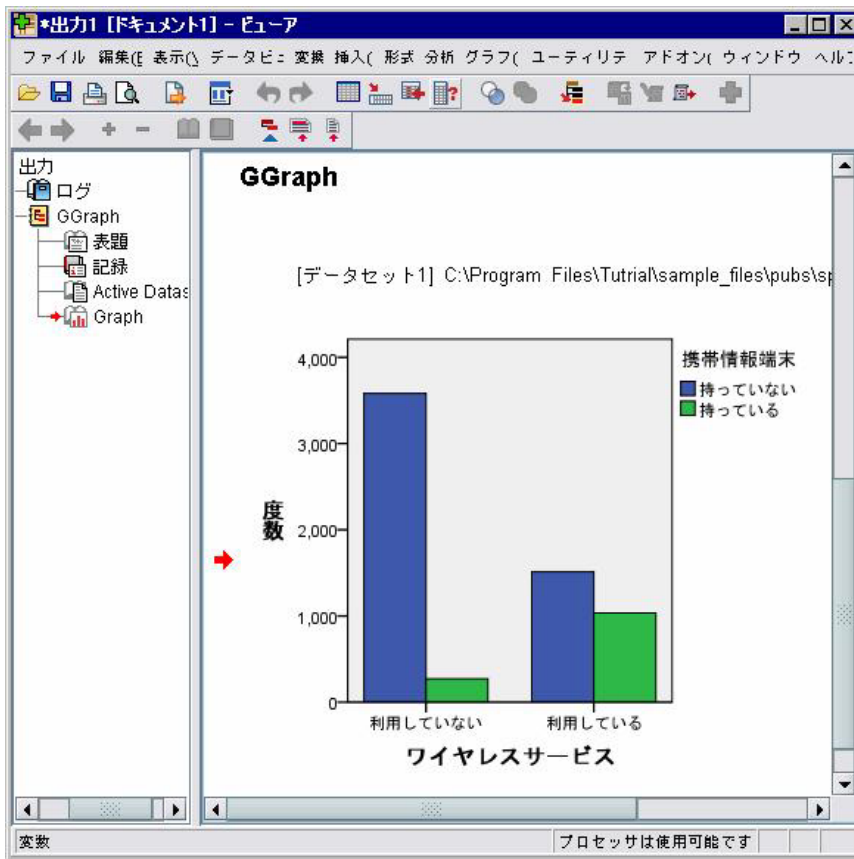 *出力1 [ドキュメント1] - ビューア
ファイル 編集(E 表示(\ データビュ 変換 挿入( 形式 分析 グラフ( ユーティリテ アドオン( ウィンドウ ヘルプ
出力
ログ
GGraph
表題
記録
Active Datas
Graph
GGraph
[データセット1] C:\Program Files\Tutrial\sample_files\pubs\sp
4,000
3,000
2,000
1,000
0
度数
利用していない 利用している
ワイヤレスサービス
携帯情報端末
持っていない
持っている
変数 プロセッサは使用可能です